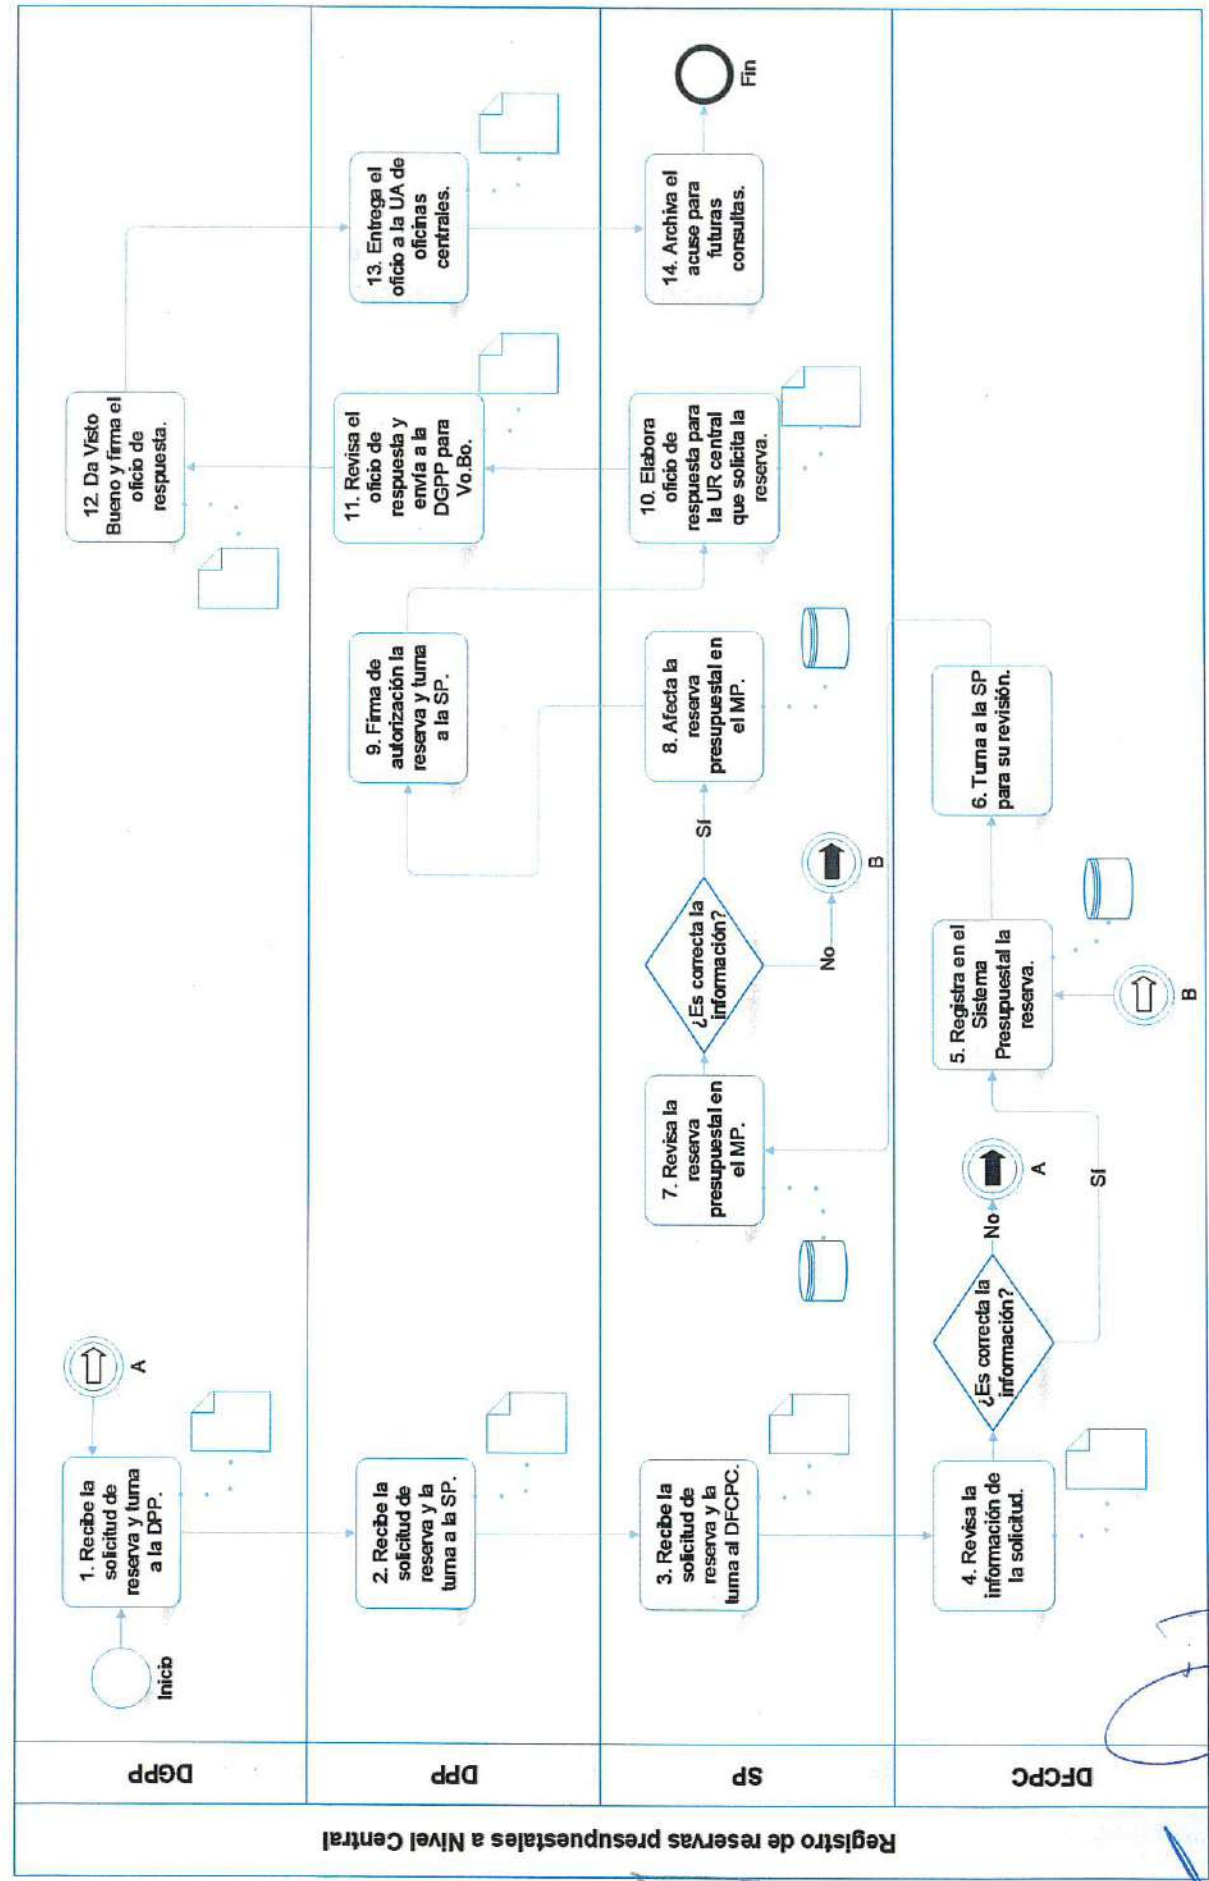 Registro de reservas presupuestales a Nivel Central
DGPP
Inicio
1. Recibe la
solicitud de
reserva y turna
a la DPP.
A
12. Da Visto
Bueno y firma el
oficio de
respuesta.
DPP
2. Recibe la
solicitud de
reserva y la
turna a la SP.
9. Firma de
autorización la
reserva y turna
a la SP.
11. Revisa el
oficio de
respuesta y
envía a la
DGPP para
Vo.Bo.
13. Entrega el
oficio a la UA de
oficinas
centrales.
SP
3. Recibe la
solicitud de
reserva y la
turna al DFCPC.
7. Revisa la
reserva
presupuestal en
el MP.
¿Es correcta la
información?
Sí
No
B
8. Afecta la
reserva
presupuestal en
el MP.
10. Elabora
oficio de
respuesta para
la UR central
que solicita la
reserva.
14. Archiva el
acuse para
futuras
consultas.
Fin
DFCPC
4. Revisa la
información de
la solicitud.
¿Es correcta la
información?
No
A
Sí
5. Registra en el
Sistema
Presupuestal la
reserva.
B
6. Turna a la SP
para su revisión.